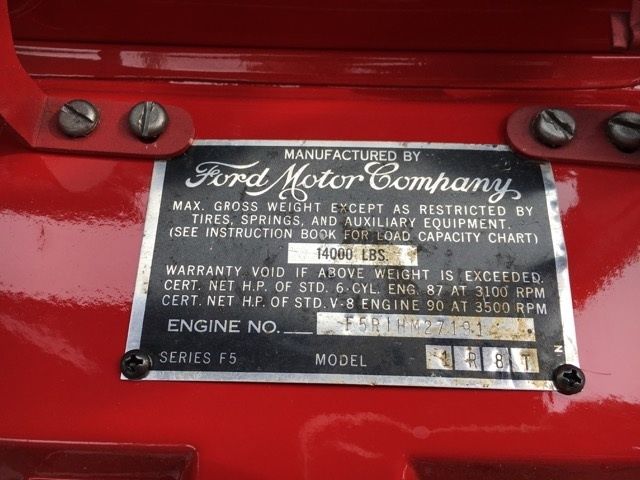 MANUFACTURED BY
Ford Motor Company
MAX. GROSS WEIGHT EXCEPT AS RESTRICTED BY
TIRES, SPRINGS, AND AUXILIARY EQUIPMENT.
(SEE INSTRUCTION BOOK FOR LOAD CAPACITY CHART)
14000 LBS.
WARRANTY VOID IF ABOVE WEIGHT IS EXCEEDED.
CERT. NET H.P. OF STD. 6-CYL. ENG. 87 AT 3100 RPM
CERT. NET H.P. OF STD. V-8 ENGINE 90 AT 3500 RPM
ENGINE NO. F5R1HM27191
SERIES F5 MODEL 1 R 8 T
N